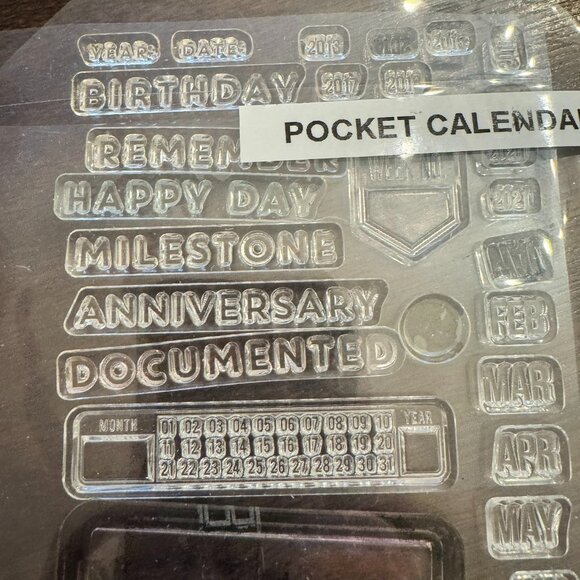 YEAR: DATE: 2013
BIRTHDAY 2017
POCKET CALENDA
REMEMBER
HAPPY DAY
MILESTONE
ANNIVERSARY
FEB
DOCUMENTED
MAR
MONTH 01 02 03 04 05 06 07 08 09 10 YEAR
11 12 13 14 15 16 17 18 19 20
21 22 23 24 25 26 27 28 29 30 31
APR
MAY